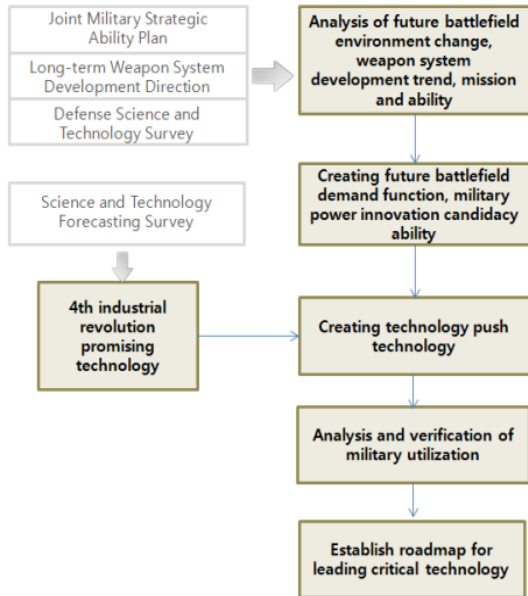 Joint Military Strategic
Ability Plan
Long-term Weapon System
Development Direction
Defense Science and
Technology Survey
Analysis of future battlefield
environment change,
weapon system
development trend, mission
and ability
Creating future battlefield
demand function, military
power innovation candidacy
ability
Science and Technology
Forecasting Survey
4th industrial
revolution
promising
technology
Creating technology push
technology
Analysis and verification of
military utilization
Establish roadmap for
leading critical technology